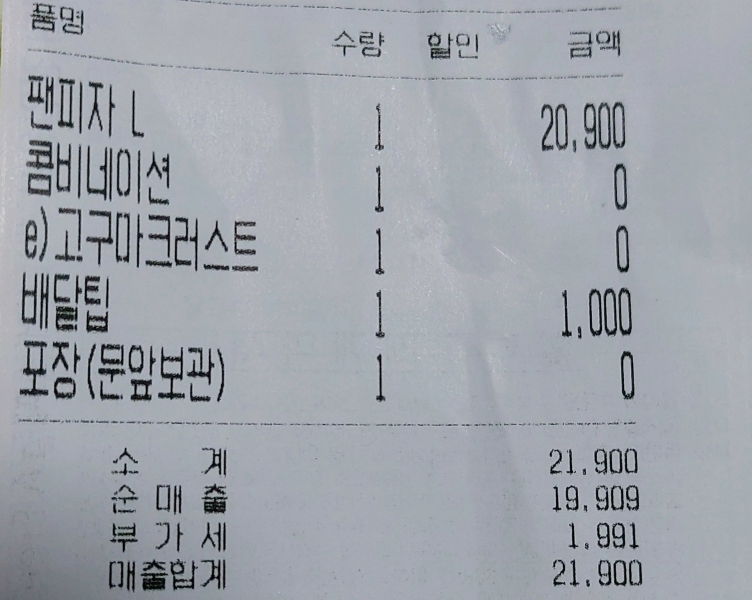 품명 수량 할인 금액
팬피자 L 1 20,900
콤비네이션 1 0
e)고구마크러스트 1 0
배달팁 1 1,000
포장(문앞보관) 1 0
소 계 21,900
순 매 출 19,909
부 가 세 1,991
매출합계 21,900